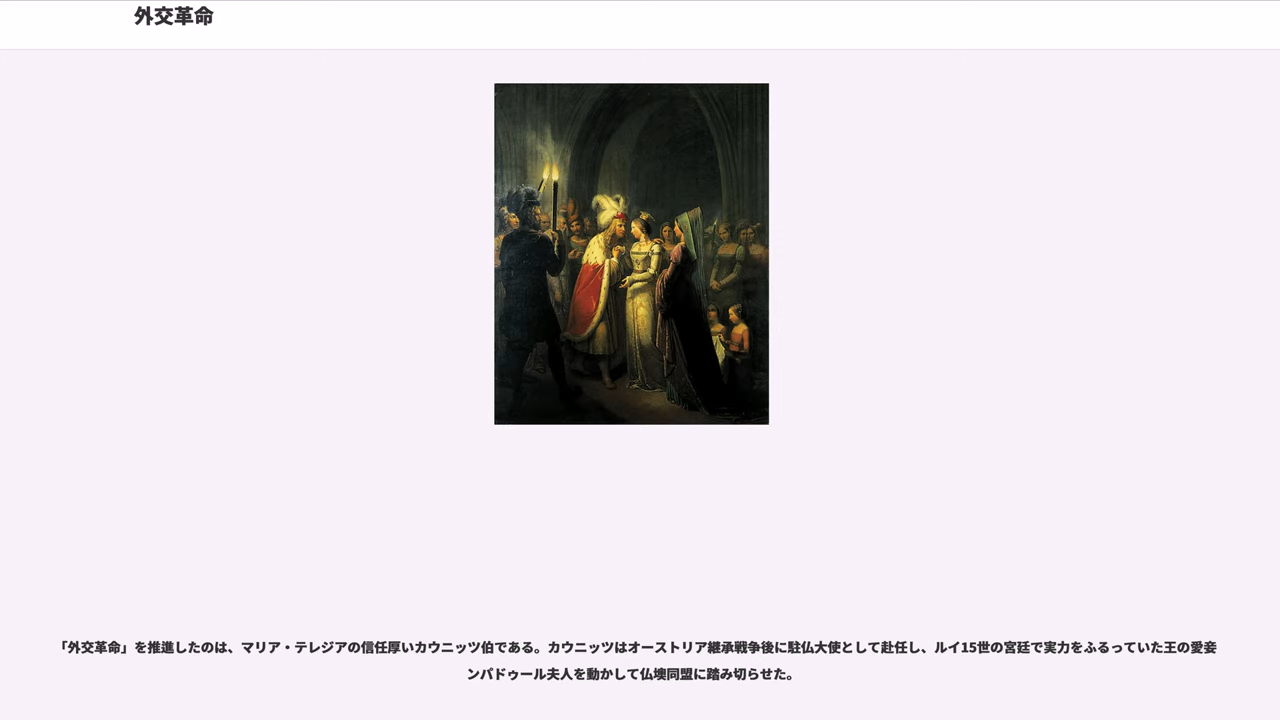 外交革命
「外交革命」を推進したのは、マリア・テレジアの信任厚いカウニッツ伯である。カウニッツはオーストリア継承戦争後に駐仏大使として赴任し、ルイ15世の宮廷で実力をふるっていた王の愛妾
ンパドゥール夫人を動かして仏墺同盟に踏み切らせた。